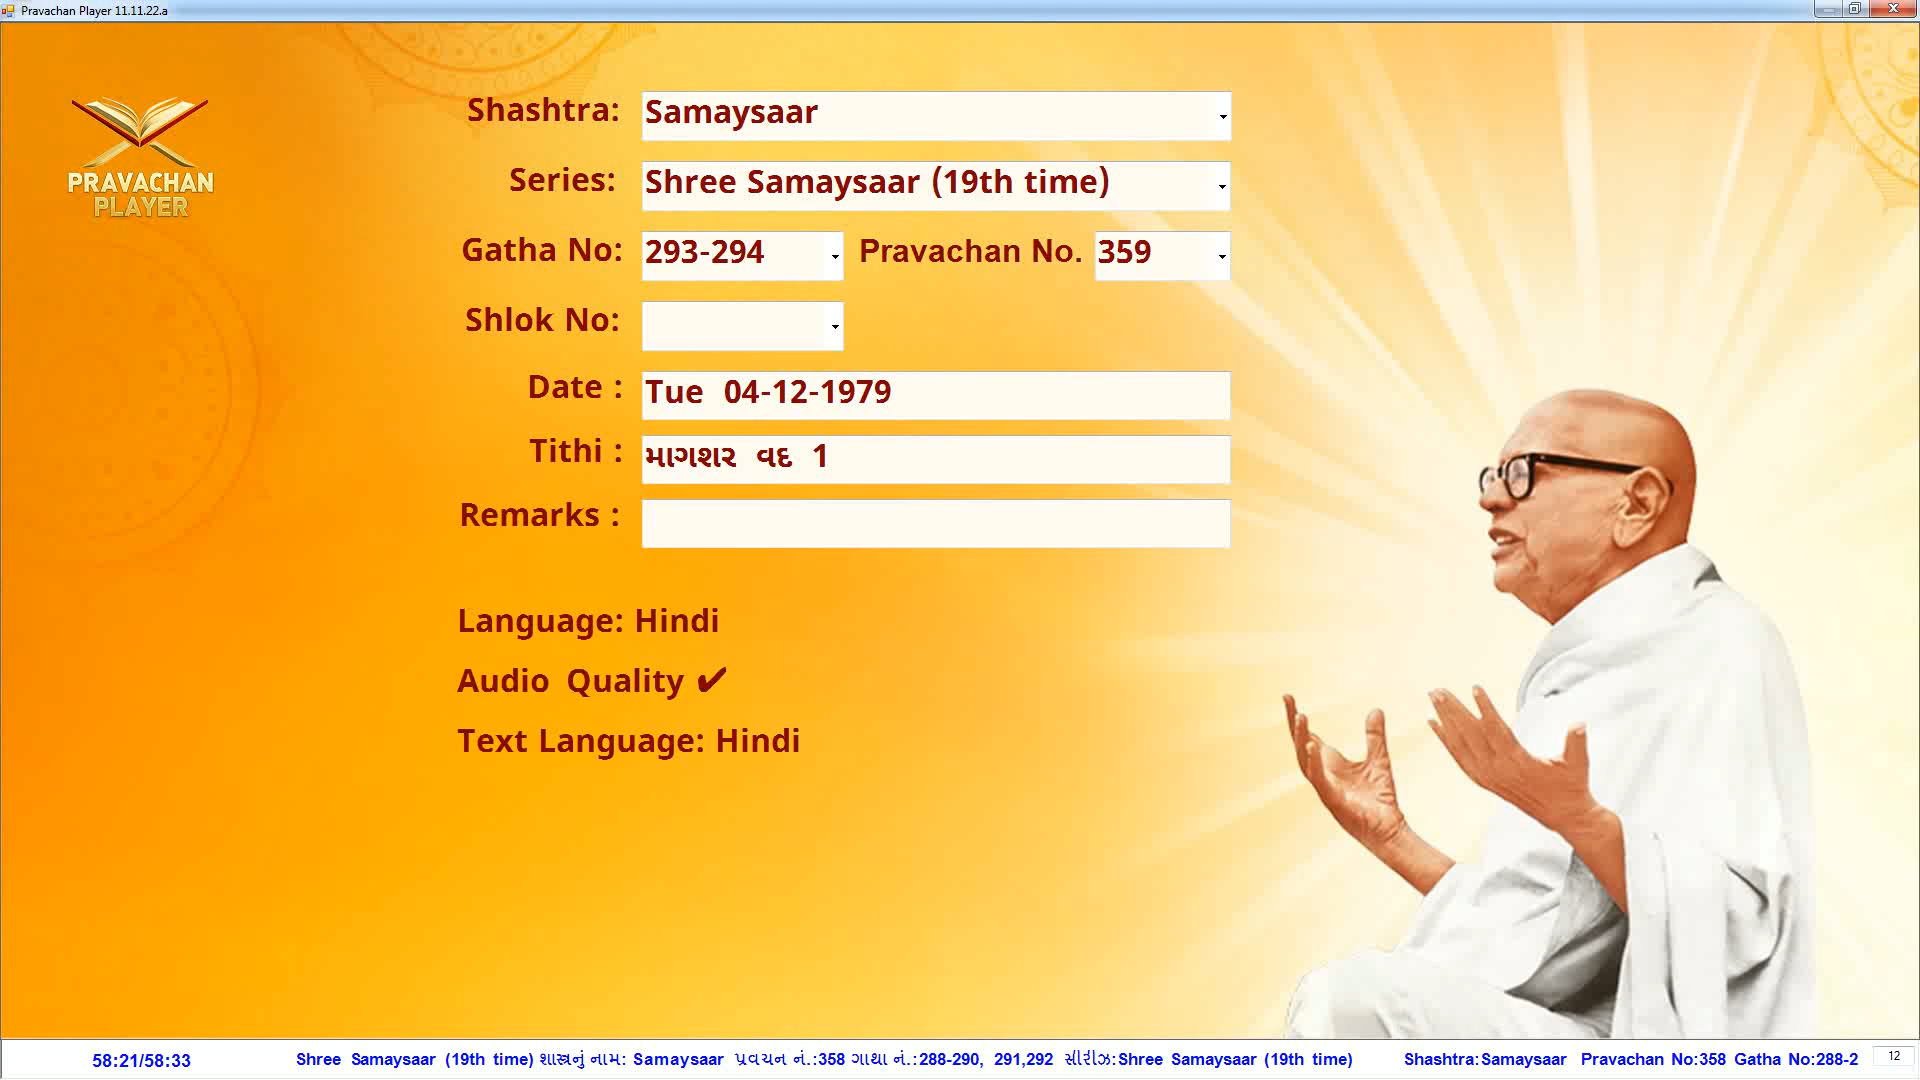 Pravachan Player 11.11.22.a
PRAVACHAN
PLAYER
Shashtra: Samaysaar
Series: Shree Samaysaar (19th time)
Gatha No: 293-294 Pravachan No. 359
Shlok No:
Date : Tue 04-12-1979
Tithi : માગશર વદ 1
Remarks :
Language: Hindi
Audio Quality ✔
Text Language: Hindi
58:21/58:33 Shree Samaysaar (19th time) શાસ્ત્રનું નામ: Samaysaar પ્રવચન નં.:358 ગાથા નં.:288-290, 291,292 સીરીઝ:Shree Samaysaar (19th time) Shashtra:Samaysaar Pravachan No:358 Gatha No:288-2 12